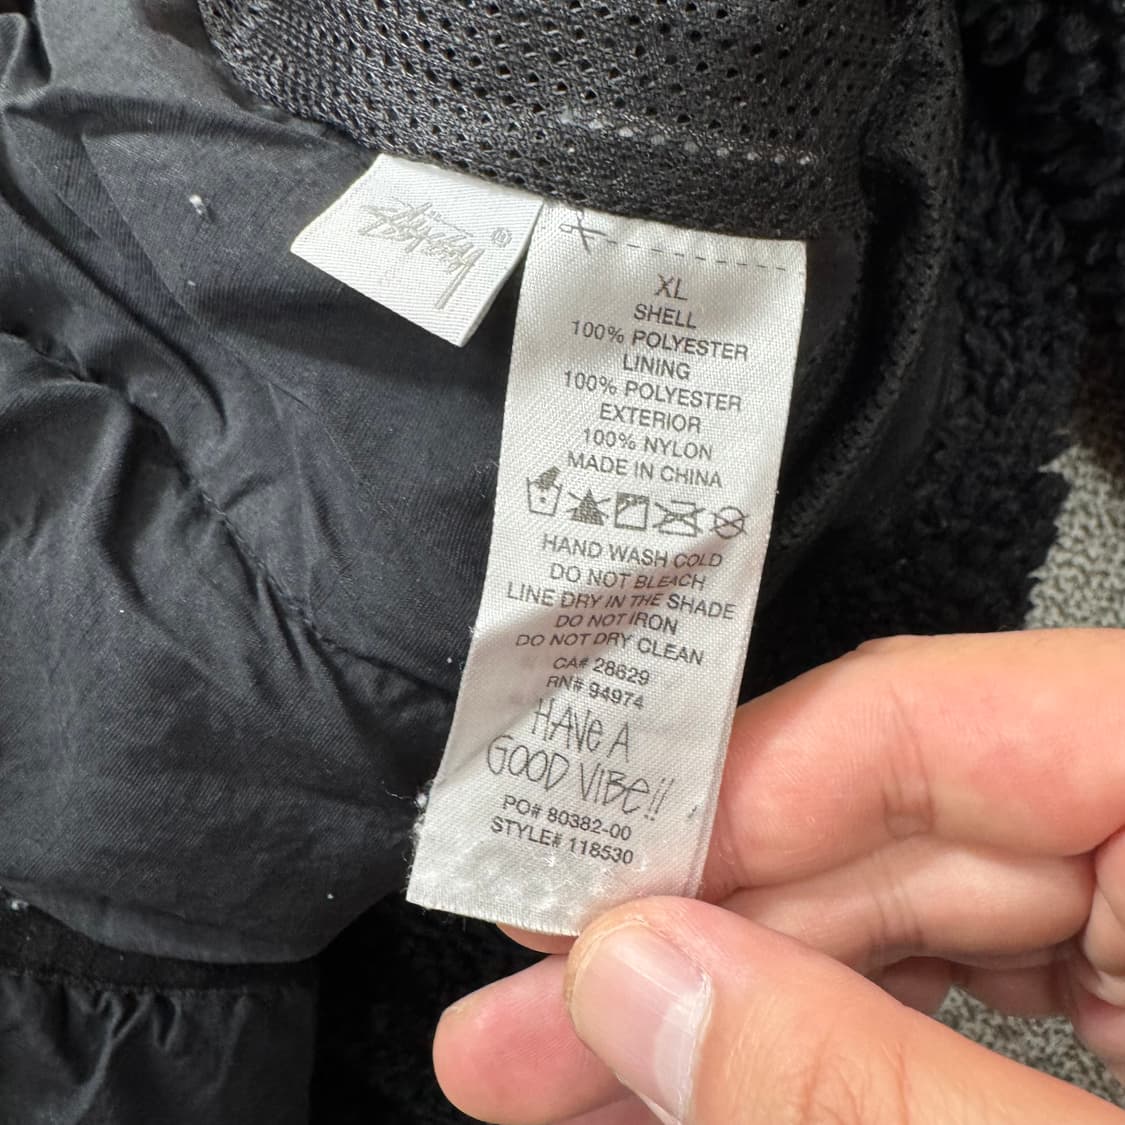 Stüssy ®
XL
SHELL
100% POLYESTER
LINING
100% POLYESTER
EXTERIOR
100% NYLON
MADE IN CHINA
HAND WASH COLD
DO NOT BLEACH
LINE DRY IN THE SHADE
DO NOT IRON
DO NOT DRY CLEAN
CA# 28629
RN# 94974
HAVE A
GOOD VIBE!!
PO# 80382-00
STYLE# 118530